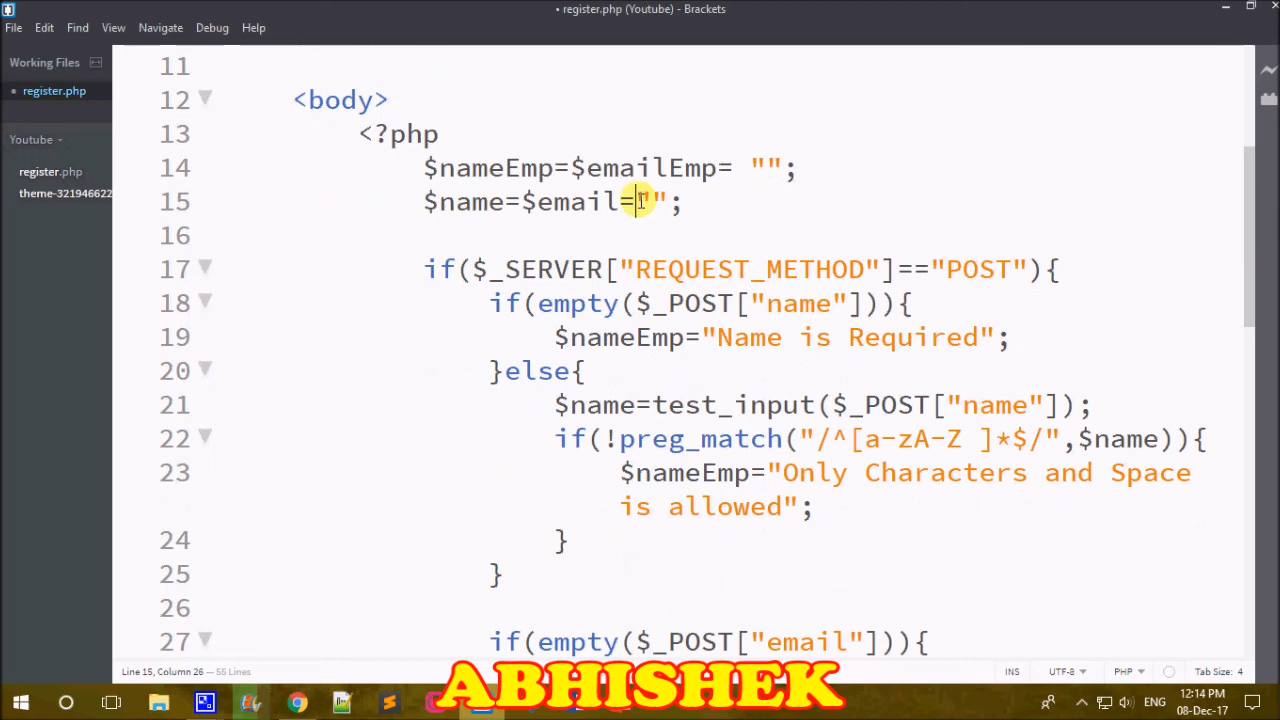 • register.php (Youtube) - Brackets
File Edit Find View Navigate Debug Help
Working Files
• register.php
Youtube
register.php
theme-321946622
11
12 <body>
13 <?php
14 $nameEmp=$emailEmp= "";
15 $name=$email="";
16
17 if($_SERVER["REQUEST_METHOD"]=="POST"){
18 if(empty($_POST["name"])){
19 $nameEmp="Name is Required";
20 }else{
21 $name=test_input($_POST["name"]);
22 if(!preg_match("/^[a-zA-Z ]*$/",$name)){
23 $nameEmp="Only Characters and Space
is allowed";
24 }
25 }
26
27 if(empty($_POST["email"])){
Line 15, Column 26 — 55 Lines
INS UTF-8 PHP Tab Size: 4
ABHISHEK
ENG
12:14 PM
08-Dec-17